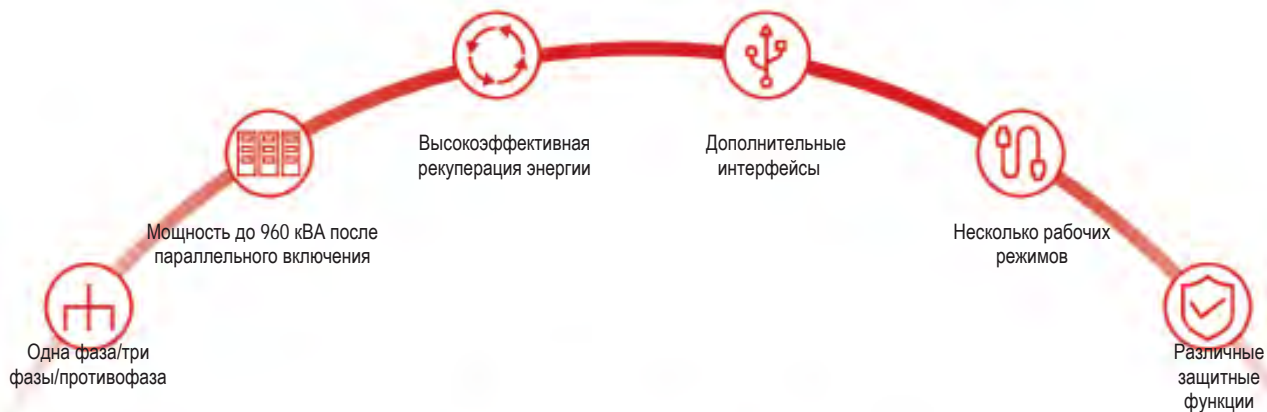 Высокоэффективная
рекуперация энергии
Дополнительные
интерфейсы
Мощность до 960 кВА после
параллельного включения
Несколько рабочих
режимов
Одна фаза/три
фазы/противофаза
Различные
защитные
функции